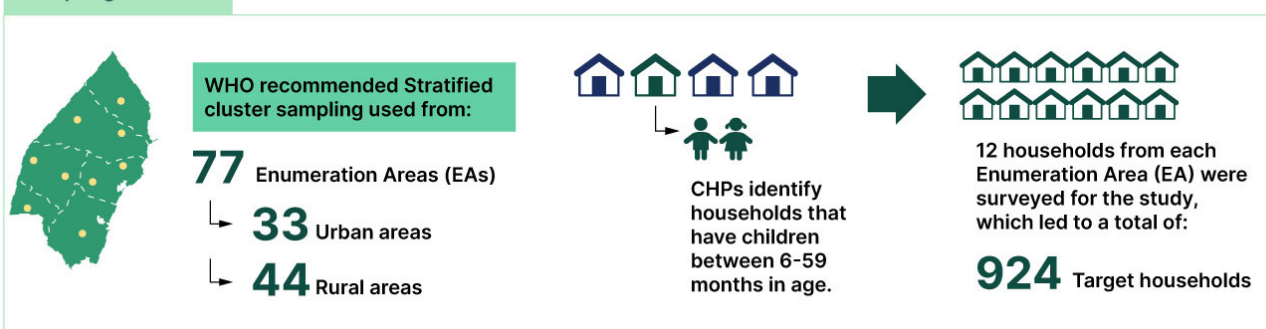 WHO recommended Stratified
cluster sampling used from:
77 Enumeration Areas (EAs)
33 Urban areas
44 Rural areas
CHPs identify
households that
have children
between 6-59
months in age.
12 households from each
Enumeration Area (EA) were
surveyed for the study,
which led to a total of:
924 Target households